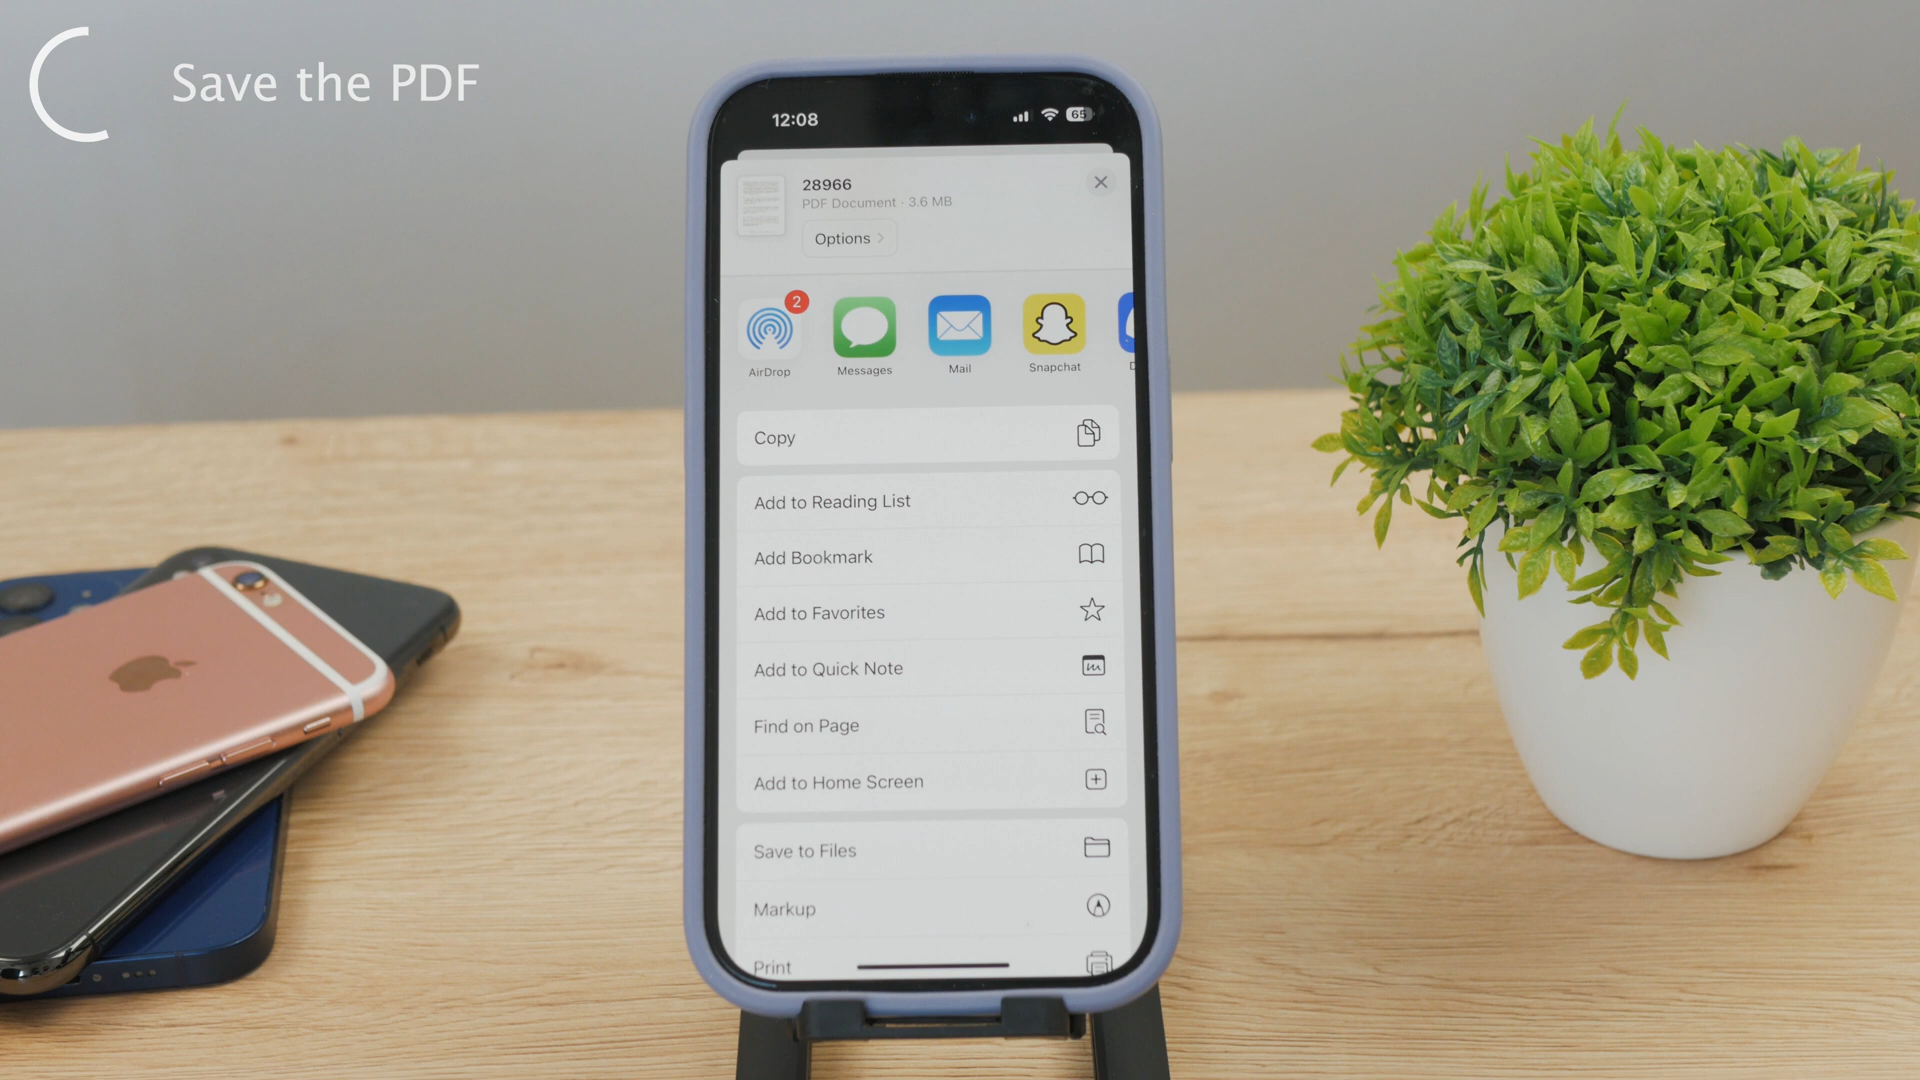 Save the PDF
12:08
65
28966
PDF Document · 3.6 MB
Options
2
AirDrop
Messages
Mail
Snapchat
Copy
Add to Reading List
Add Bookmark
Add to Favorites
Add to Quick Note
Find on Page
Add to Home Screen
Save to Files
Markup
Print